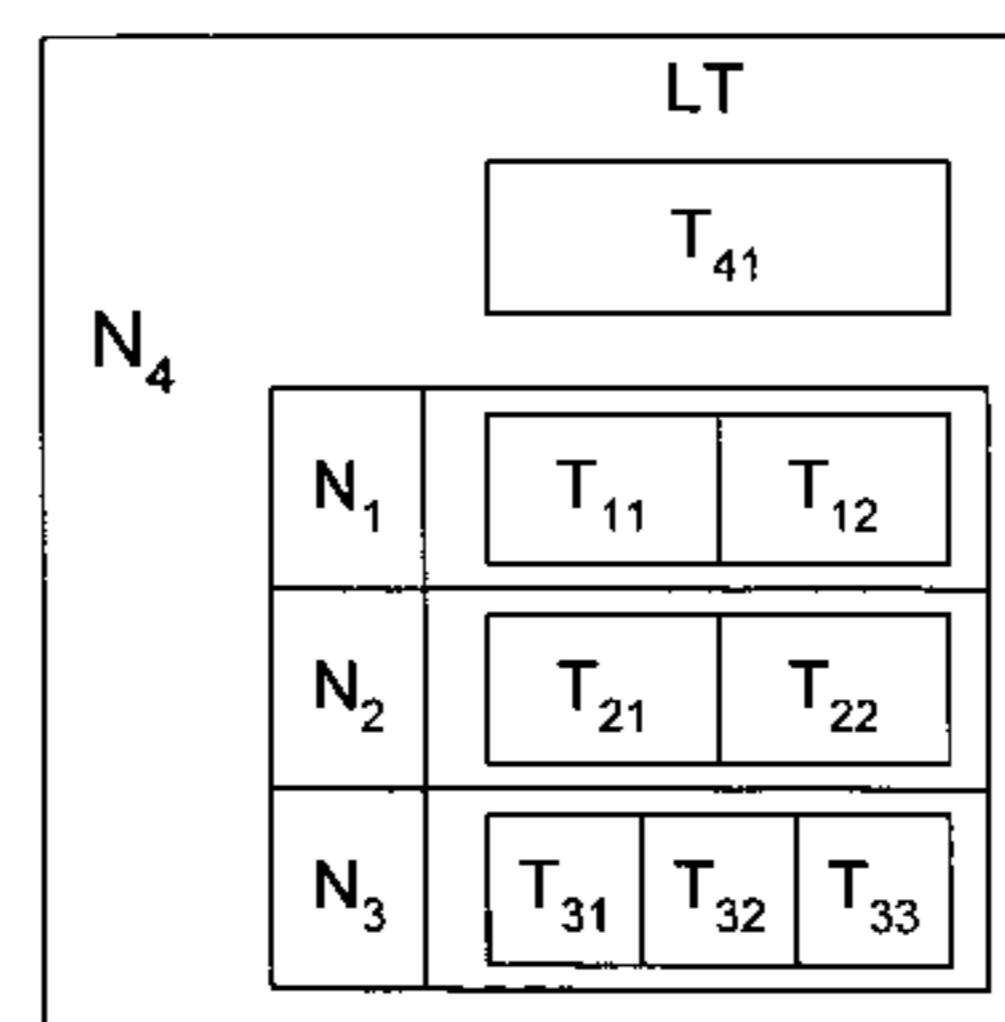 LT
T₄₁
N₄
N₁ T₁₁ T₁₂
N₂ T₂₁ T₂₂
N₃ T₃₁ T₃₂ T₃₃